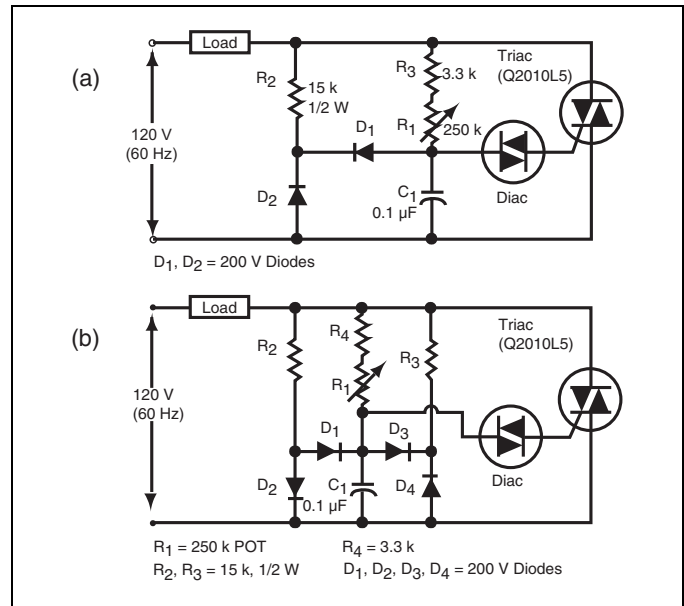 (a)
Load
Triac
(Q2010L5)
R2
15 k
1/2 W
R3
3.3 k
R1
250 k
120 V
(60 Hz)
D1
D2
C1
0.1 µF
Diac
D1, D2 = 200 V Diodes
(b)
Load
Triac
(Q2010L5)
R2
R4
R3
R1
120 V
(60 Hz)
D1
D3
D2
C1
0.1 µF
D4
Diac
R1 = 250 k POT
R4 = 3.3 k
R2, R3 = 15 k, 1/2 W
D1, D2, D3, D4 = 200 V Diodes